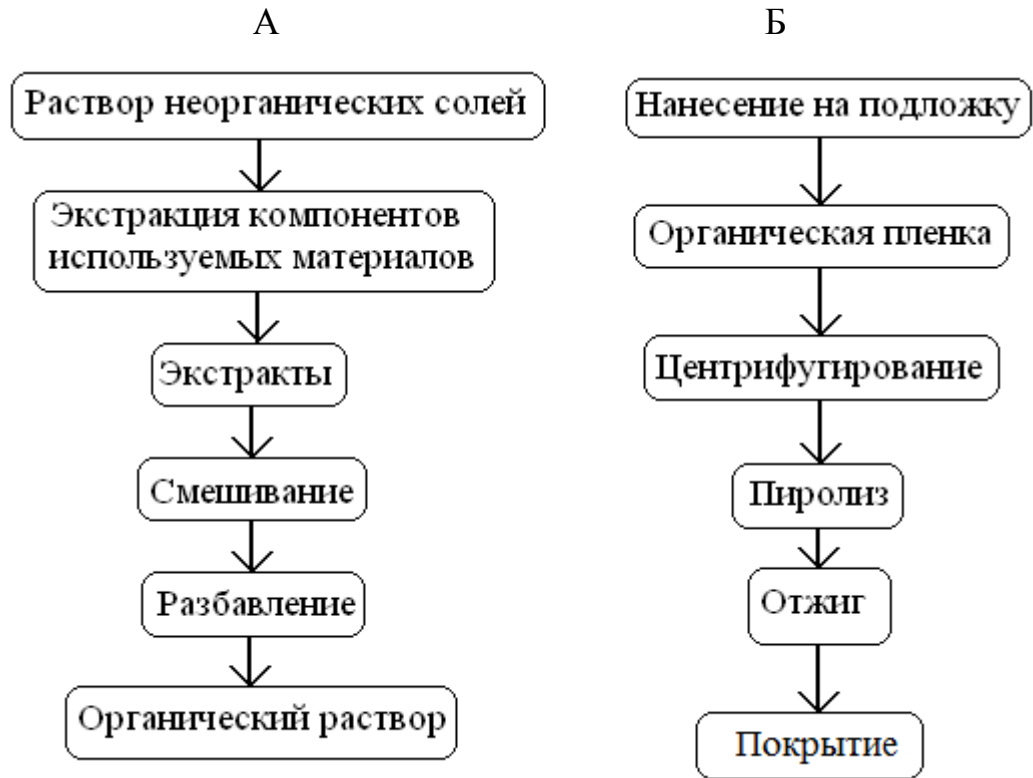 А
Раствор неорганических солей
Экстракция компонентов
используемых материалов
Экстракты
Смешивание
Разбавление
Органический раствор
Б
Нанесение на подложку
Органическая пленка
Центрифугирование
Пиролиз
Отжиг
Покрытие